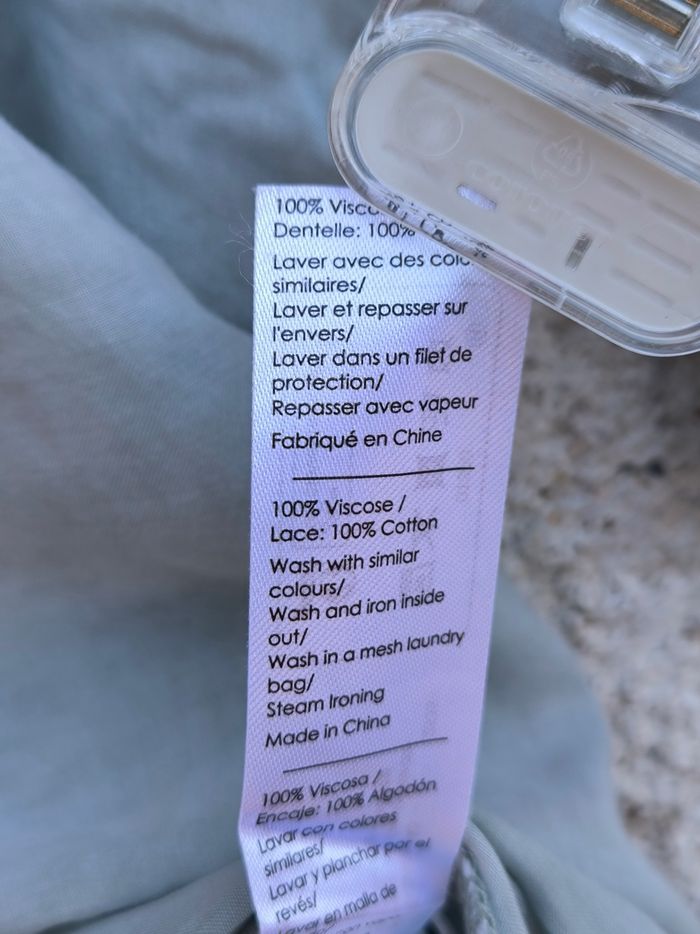 100%
Dentelle: 100%
Laver avec des
similaires/
Laver et repasser sur
l'envers/
Laver dans un filet de
protection/
Repasser avec vapeur
Fabriqué en Chine
100% Viscose /
Lace: 100% Cotton
Wash with similar
colours/
Wash and iron inside
out/
Wash in a mesh laundry
bag/
Steam Ironing
Made in China
100% Viscosa /
Encaje: 100% Algodón
Lavar con colores
similares/
Lavar y planchar por el
revés/
Lavar en malla de